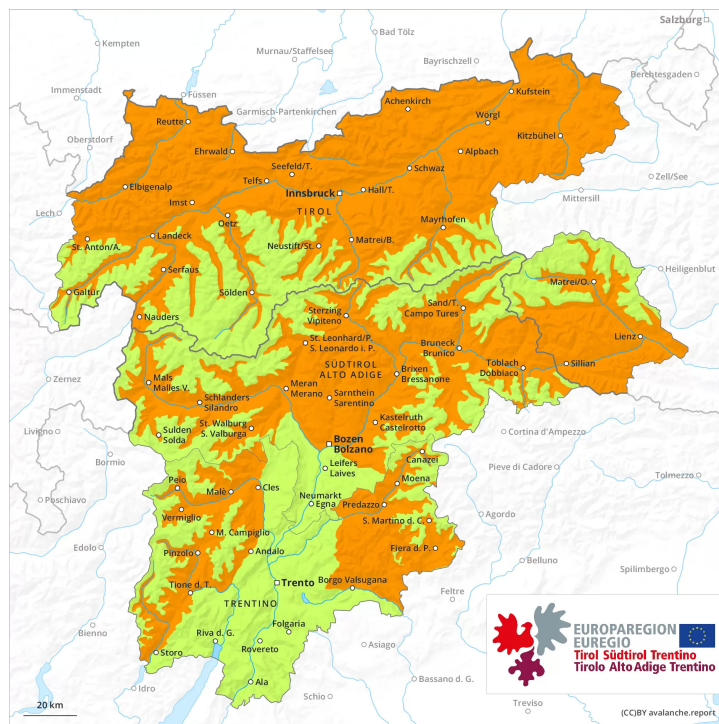 Salzburg
Kempten
Bad Tölz
Murnau/Staffelsee
Bayrischzell
Berchtesgaden
Immenstadt
Füssen
Garmisch-Partenkirchen
Achenkirch
Kufstein
Reutte
Wörgl
Oberstdorf
Ehrwald
Kitzbühel
Alpbach
Seefeld/T.
Schwaz
Zell/See
Telfs
Elbigenalp
Innsbruck
Hall/T.
Mittersill
Imst
TIROL
Lech
Oetz
Mayrhofen
Landeck
Neustift/St.
Matrei/B.
St. Anton/A.
Serfaus
Heiligenblut
Matrei/O.
Galtür
Sölden
Nauders
Sterzing
Vipiteno
Sand/T.
Campo Tures
Lienz
St. Leonhard/P.
S. Leonardo i. P.
Bruneck
Brunico
Toblach
Dobbiaco
Sillian
SÜDTIROL
ALTO ADIGE
Brixen
Bressanone
Zernez
Mals
Malles V.
Meran
Merano
Schlanders
Silandro
Sarnthein
Sarentino
St. Walburg
S. Valburga
Kastelruth
Castelrotto
Livigno
Sulden
Solda
Cortina d'Ampezzo
Bozen
Bolzano
Bormio
Canazei
Pieve di Cadore
Leifers
Laives
Tolmezzo
Poschiavo
Peio
Moena
Malè
Cles
Neumarkt
Egna
Predazzo
Vermiglio
Agordo
S. Martino d. C.
M. Campiglio
Edolo
Pinzolo
Andalo
Fiera d. P.
Belluno
Spilimbergo
Tione d. T.
Trento
Borgo Valsugana
Feltre
TRENTINO
Folgaria
Bienno
Riva d. G.
Rovereto
Asiago
Storo
Bassano d. G.
Ala
Idro
Schio
Treviso
EUROPAREGION
EUREGIO
Tirol Südtirol Trentino
Tirolo Alto Adige Trentino
20 km
(CC)BY avalanche.report